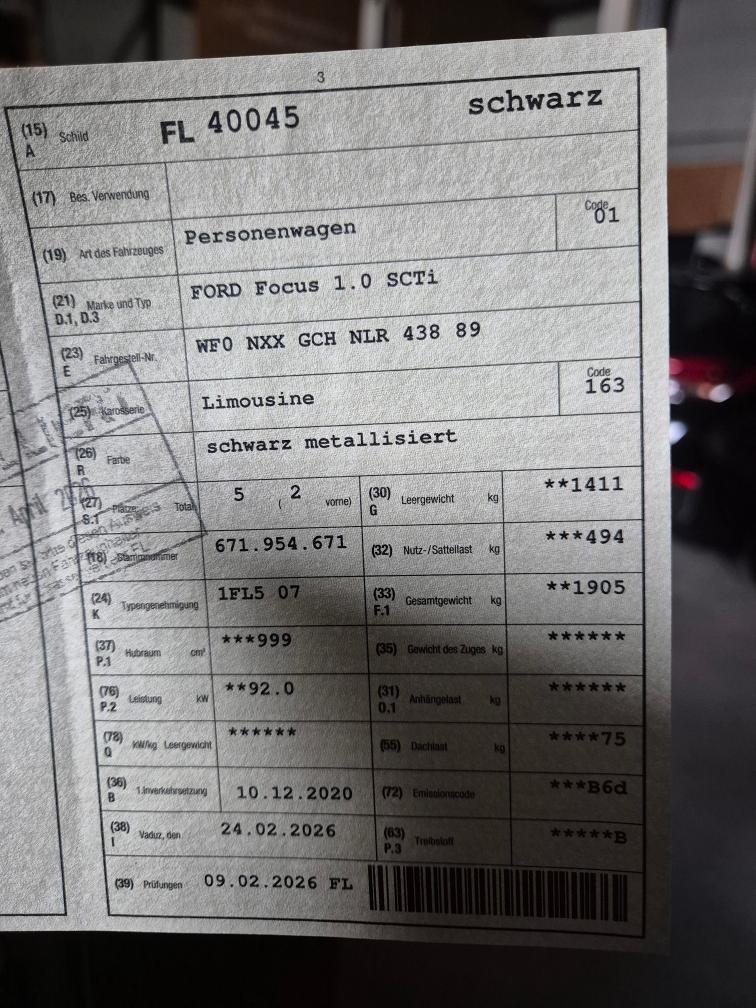 3
(15) A Schild FL 40045 schwarz
(17) Bes. Verwendung
(19) Art des Fahrzeuges Personenwagen Code 01
(21) D.1, D.3 Marke und Typ FORD Focus 1.0 SCTi
(23) E Fahrgestell-Nr. WF0 NXX GCH NLR 438 89
(25) Karosserie Limousine Code 163
(26) R Farbe schwarz metallisiert
(27) S.1 Plätze: Total 5 ( 2 vorne) (30) G Leergewicht kg **1411
(18) Stammnummer 671.954.671 (32) Nutz-/Sattellast kg ***494
(24) K Typengenehmigung 1FL5 07 (33) F.1 Gesamtgewicht kg **1905
(37) P.1 Hubraum cm³ ***999 (35) Gewicht des Zuges kg ******
(76) P.2 Leistung kW **92.0 (31) O.1 Anhängelast kg ******
(78) Q kW/kg Leergewicht ****** (55) Dachlast kg ****75
(36) B 1.Inverkehrsetzung 10.12.2020 (72) Emissionscode ***B6d
(38) I Vaduz, den 24.02.2026 (63) P.3 Treibstoff *****B
(39) Prüfungen 09.02.2026 FL
April